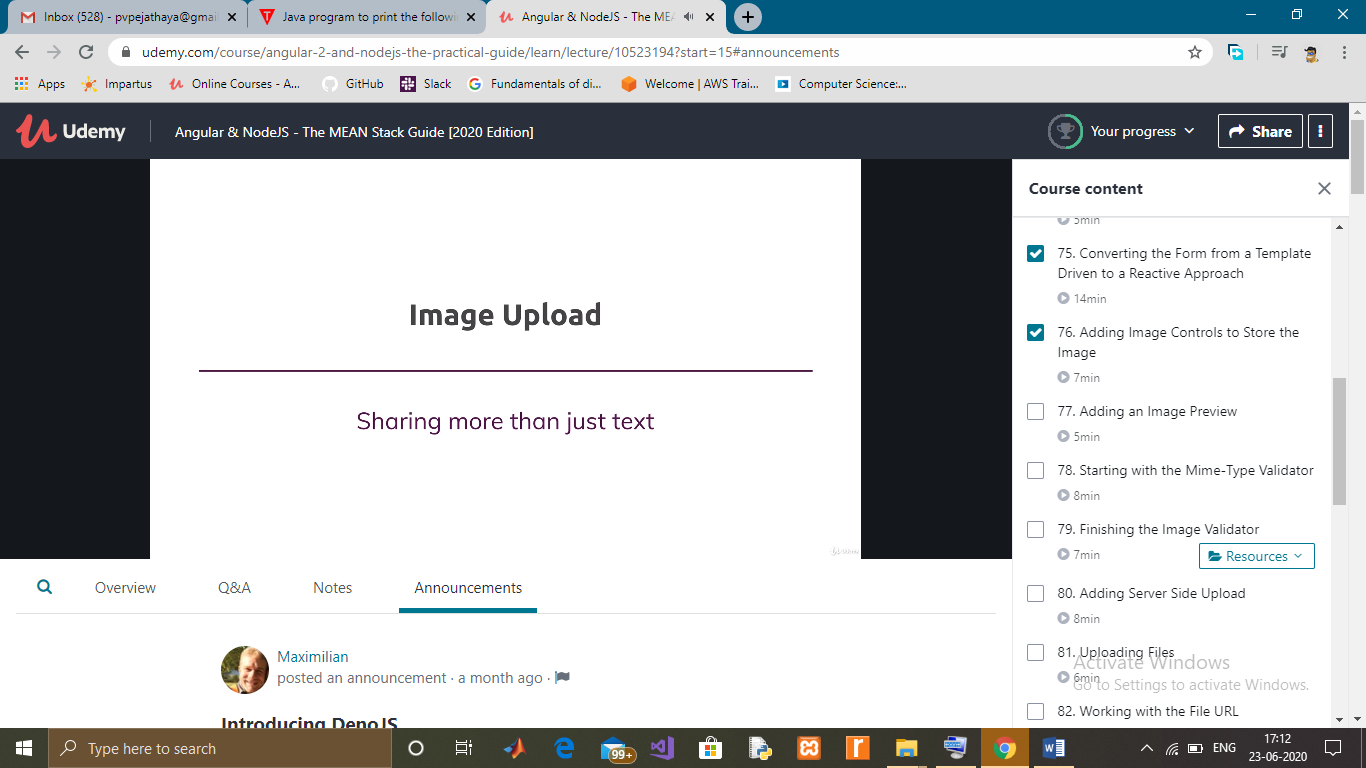 Inbox (528) - pvpejathaya@gmai
Java program to print the followi
Angular & NodeJS - The ME
udemy.com/course/angular-2-and-nodejs-the-practical-guide/learn/lecture/10523194?start=15#announcements
Apps
Impartus
Online Courses - A...
GitHub
Slack
Fundamentals of di...
Welcome | AWS Trai...
Computer Science:...
Udemy
Angular & NodeJS - The MEAN Stack Guide [2020 Edition]
Your progress
Share
Image Upload
Sharing more than just text
Course content
5min
75. Converting the Form from a Template
Driven to a Reactive Approach
14min
76. Adding Image Controls to Store the
Image
7min
77. Adding an Image Preview
5min
78. Starting with the Mime-Type Validator
8min
79. Finishing the Image Validator
7min
Resources
80. Adding Server Side Upload
8min
81. Uploading Files
6min
82. Working with the File URL
Activate Windows
Go to Settings to activate Windows.
Overview
Q&A
Notes
Announcements
Maximilian
posted an announcement · a month ago ·
Introducing DenoJS
Type here to search
99+
ENG
17:12
23-06-2020